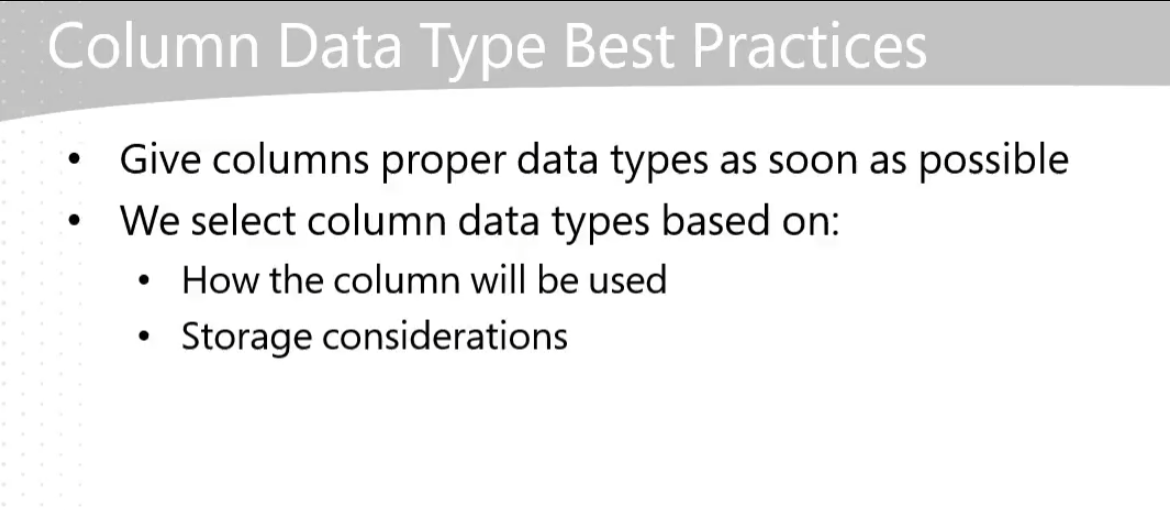 Column Data Type Best Practices
• Give columns proper data types as soon as possible
• We select column data types based on:
• How the column will be used
• Storage considerations